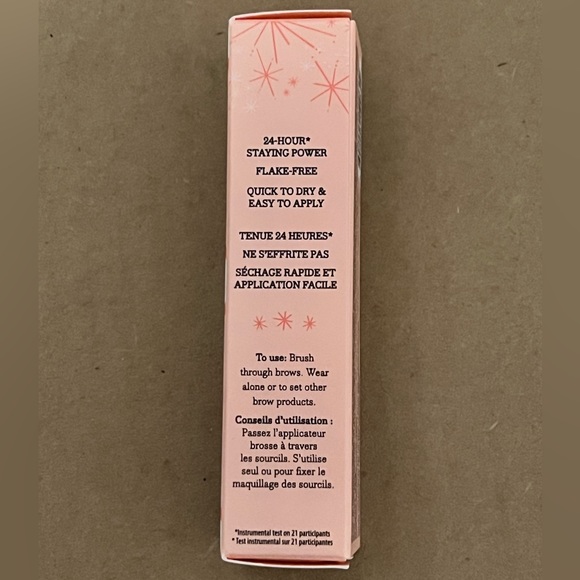 24-HOUR*
STAYING POWER
FLAKE-FREE
QUICK TO DRY &
EASY TO APPLY
TENUE 24 HEURES*
NE S'EFFRITE PAS
SÉCHAGE RAPIDE ET
APPLICATION FACILE
To use: Brush
through brows. Wear
alone or to set other
brow products.
Conseils d'utilisation :
Passez l'applicateur
brosse à travers
les sourcils. S'utilise
seul ou pour fixer le
maquillage des sourcils.
*Instrumental test on 21 participants
* Test instrumental sur 21 participantes